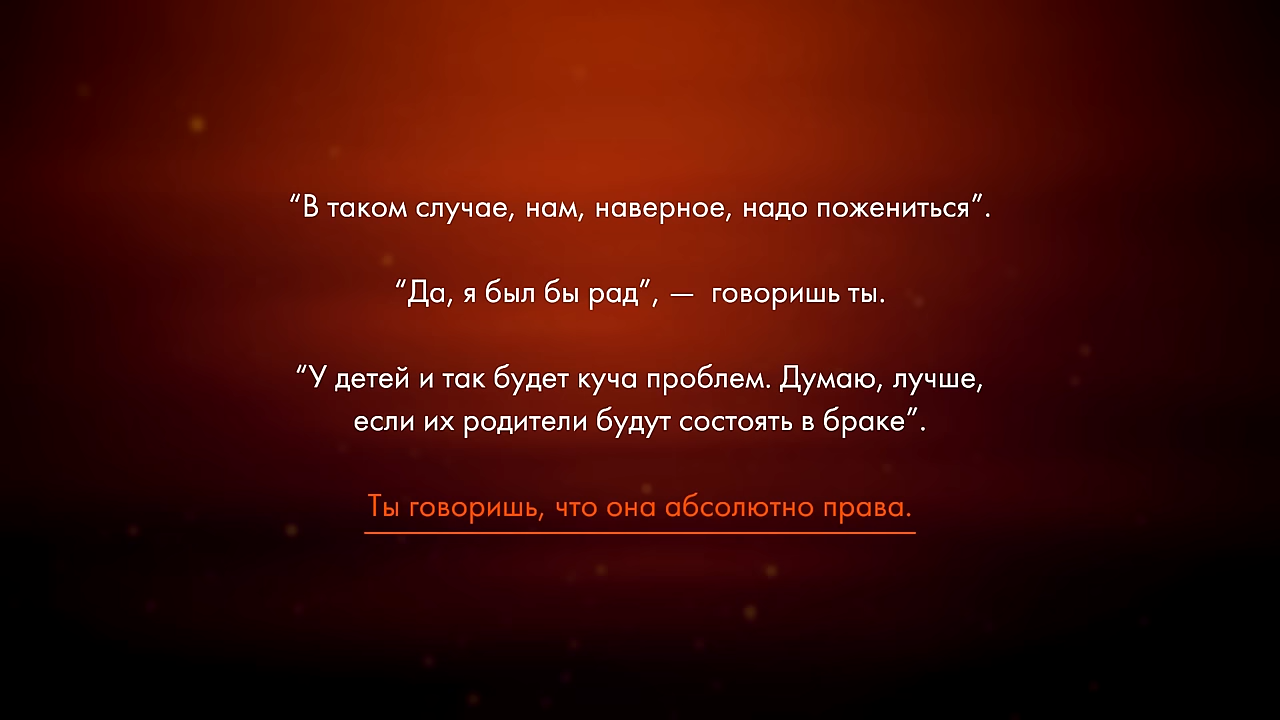 “В таком случае, нам, наверное, надо пожениться”.
“Да, я был бы рад”, — говоришь ты.
“У детей и так будет куча проблем. Думаю, лучше,
если их родители будут состоять в браке”.
Ты говоришь, что она абсолютно права.